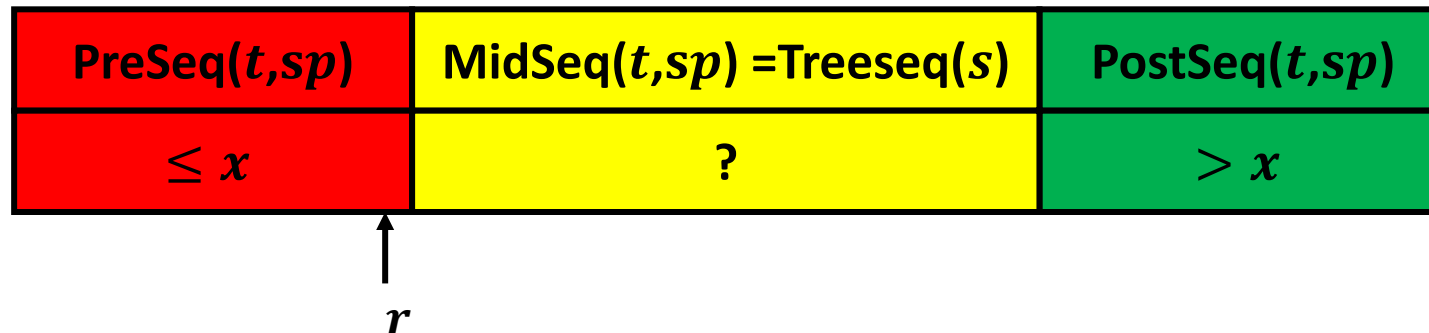 PreSeq(t,sp) MidSeq(t,sp) =Treeseq(s) PostSeq(t,sp)
≤ x ? > x
r